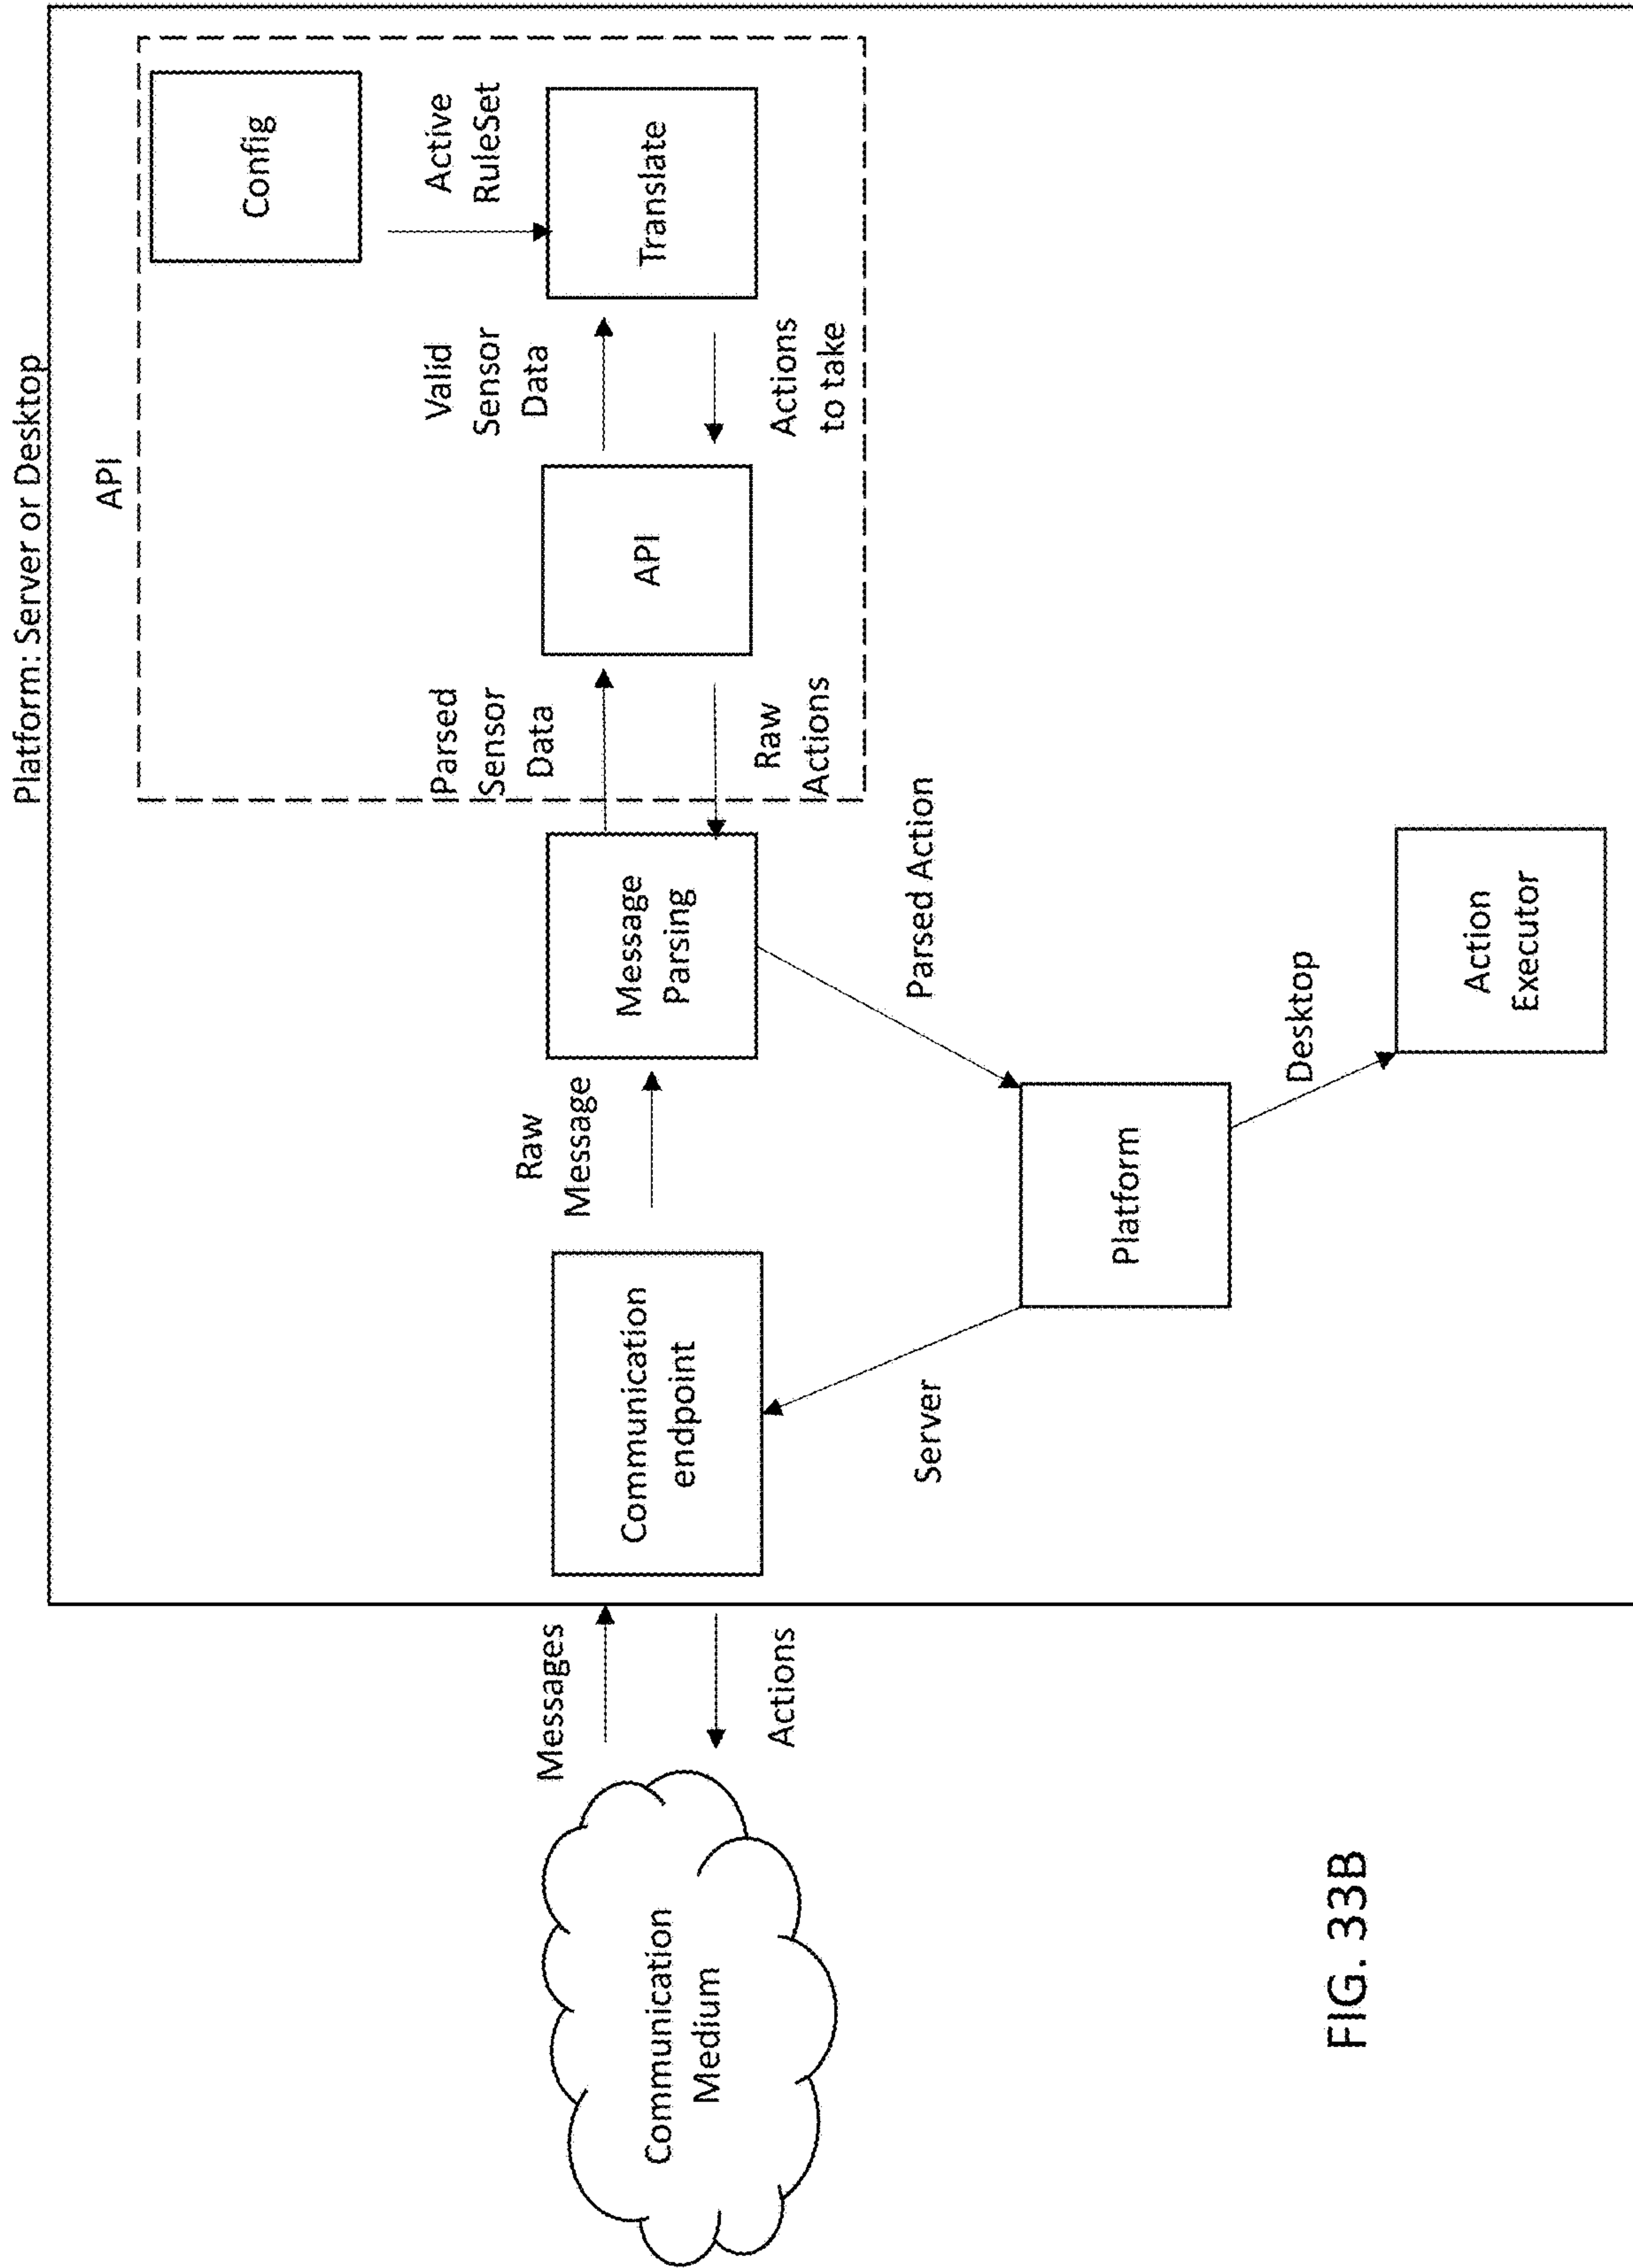 Platform: Server or Desktop
API
Config
Active
RuleSet
Translate
Valid
Sensor
Data
Actions
to take
API
Parsed
Sensor
Data
Raw
Actions
Message
Parsing
Raw
Message
Communication
endpoint
Messages
Actions
Communication
Medium
Parsed Action
Server
Platform
Desktop
Action
Executor
FIG. 33B